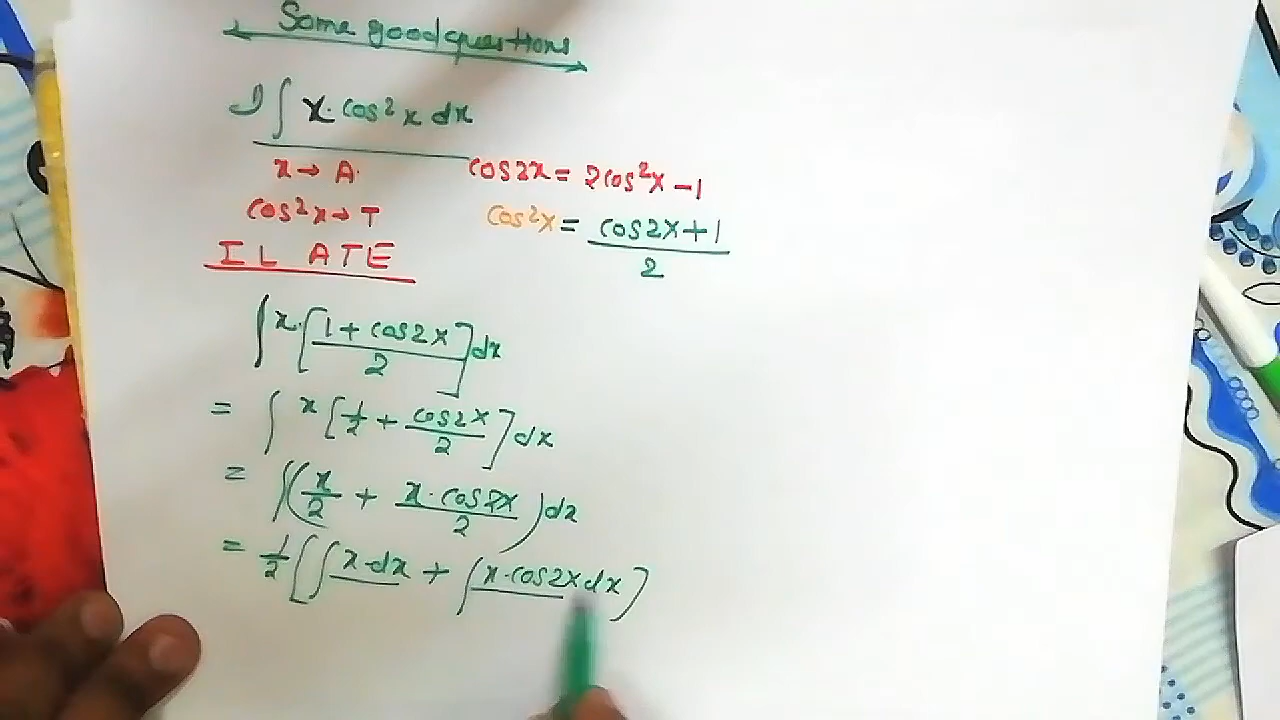 Some good questions
1) ∫ x · cos²x dx
x → A.
cos2x = 2cos²x - 1
cos²x → T
cos²x = (cos2x + 1)/2
I L A T E
∫ x · [(1 + cos2x)/2] dx
= ∫ x [1/2 + cos2x/2] dx
= ∫ (x/2 + x · cos2x/2) dx
= 1/2 [∫ x · dx + ∫ x · cos2x dx]